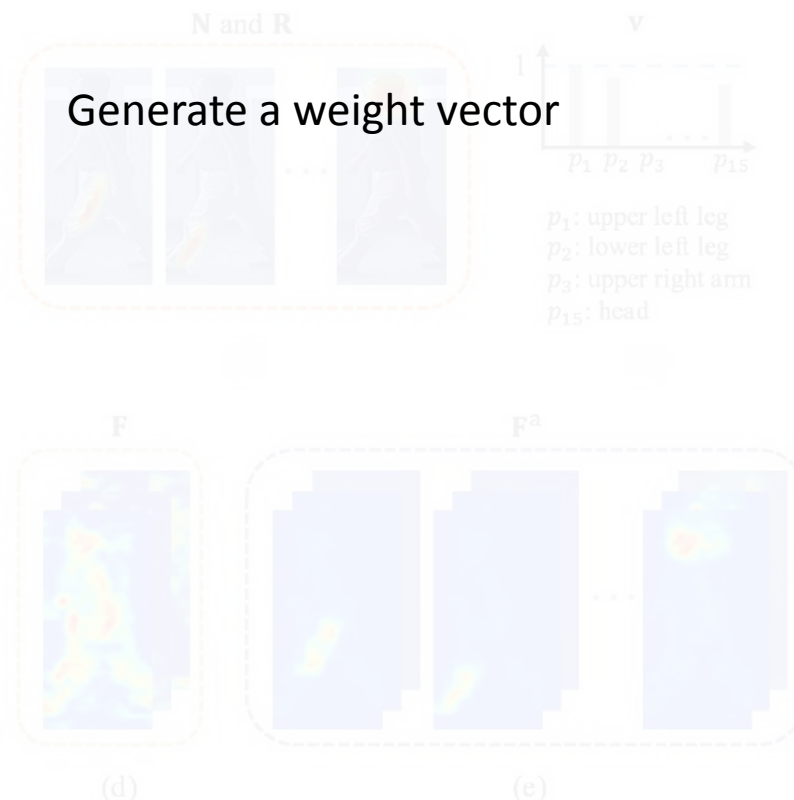 N and R
v
Generate a weight vector
1
p₁ p₂ p₃ ... p₁₅
p₁: upper left leg
p₂: lower left leg
p₃: upper right arm
p₁₅: head
F
Fᵃ
(d)
(e)